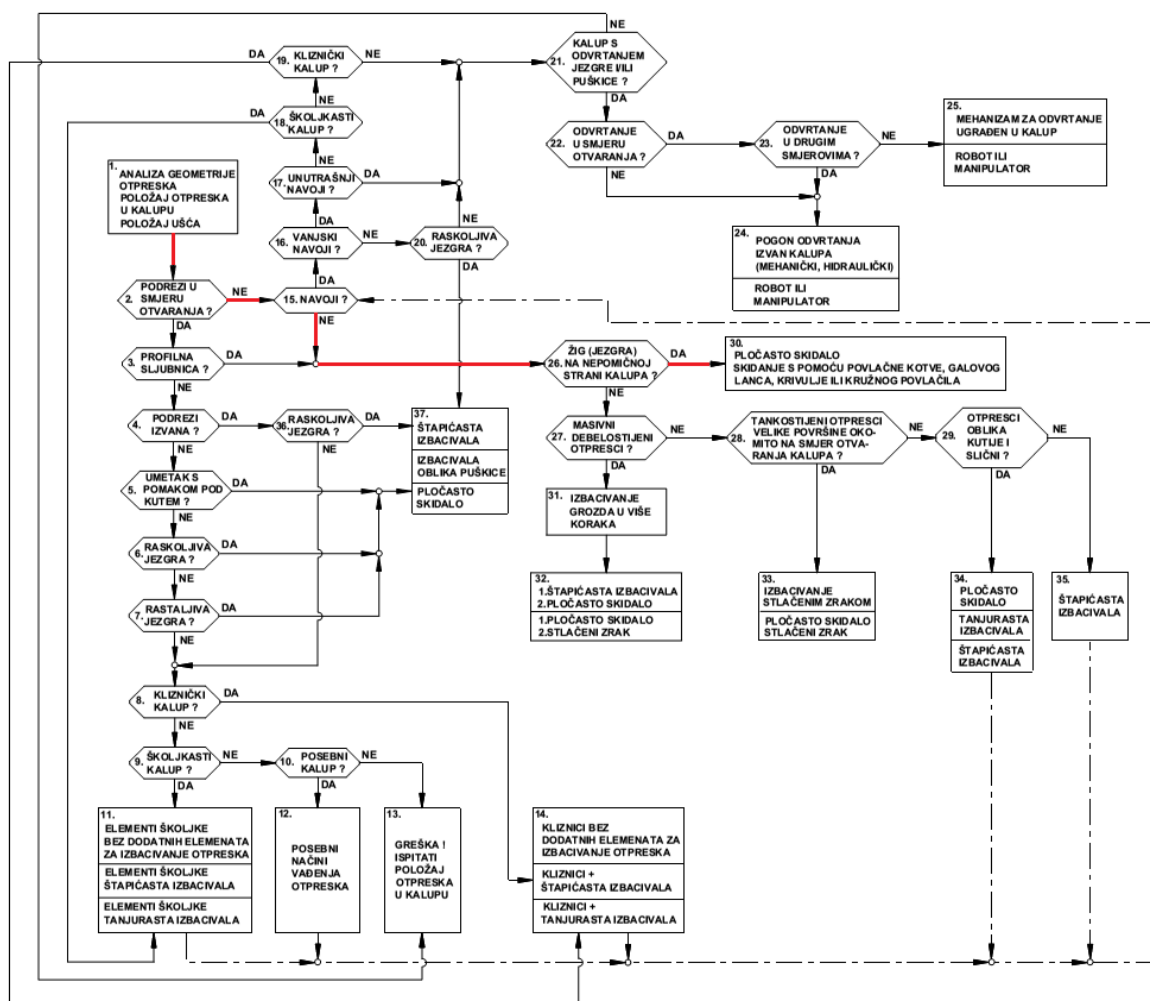 1.
ANALIZA GEOMETRIJE
OTPRESKA
POLOŽAJ OTPRESKA
U KALUPU
POLOŽAJ UŠĆA
PODREZI U
2. SMJERU
OTVARANJA ?
NE
DA
3. PROFILNA
SLJUBNICA ?
DA
NE
4. PODREZI
IZVANA ?
DA
NE
UMETAK S
5. POMAKOM POD
KUTEM ?
DA
NE
6. RASKOLJIVA
JEZGRA ?
DA
NE
7. RASTALJIVA
JEZGRA ?
DA
NE
8. KLIZNIČKI
KALUP ?
DA
NE
9. ŠKOLJKASTI
KALUP ?
NE
DA
10. POSEBNI
KALUP ?
NE
DA
11.
ELEMENTI ŠKOLJKE
BEZ DODATNIH ELEMENATA
ZA IZBACIVANJE OTPRESKA
ELEMENTI ŠKOLJKE
ŠTAPIĆASTA IZBACIVALA
ELEMENTI ŠKOLJKE
TANJURASTA IZBACIVALA
12.
POSEBNI
NAČINI
VAĐENJA
OTPRESKA
13.
GREŠKA !
ISPITATI
POLOŽAJ
OTPRESKA
U KALUPU
14.
KLIZNICI BEZ
DODATNIH ELEMENATA ZA
IZBACIVANJE OTPRESKA
KLIZNICI +
ŠTAPIĆASTA IZBACIVALA
KLIZNICI +
TANJURASTA IZBACIVALA
15. NAVOJI ?
DA
NE
16. VANJSKI
NAVOJI ?
NE
DA
17. UNUTRAŠNJI
NAVOJI ?
DA
NE
18. ŠKOLJKASTI
KALUP ?
DA
NE
19. KLIZNIČKI
KALUP ?
DA
NE
20. RASKOLJIVA
JEZGRA ?
NE
DA
NE
KALUP S
ODVRTANJEM
21. JEZGRE I/ILI
PUŠKICE ?
DA
ODVRTANJE
22. U SMJERU
OTVARANJA ?
DA
NE
ODVRTANJE
23. U DRUGIM
SMJEROVIMA ?
NE
DA
24.
POGON ODVRTANJA
IZVAN KALUPA
(MEHANIČKI, HIDRAULIČKI)
ROBOT ILI
MANIPULATOR
25.
MEHANIZAM ZA ODVRTANJE
UGRAĐEN U KALUP
ROBOT ILI
MANIPULATOR
ŽIG (JEZGRA)
26. NA NEPOMIČNOJ
STRANI KALUPA ?
DA
NE
MASIVNI
27. DEBELOSTIJENI
OTPRESCI ?
NE
DA
TANKOSTIJENI OTPRESCI
VELIKE POVRŠINE OKO-
28. MITO NA SMJER OTVA-
RANJA KALUPA ?
NE
DA
OTPRESCI
OBLIKA
29. KUTIJE I
SLIČNI ?
NE
DA
30.
PLOČASTO SKIDALO
SKIDANJE S POMOĆU POVLAČNE KOTVE, GALOVOG
LANCA, KRIVULJE ILI KRUŽNOG POVLAČILA
31. IZBACIVANJE
GROZDA U VIŠE
KORAKA
32.
1.ŠTAPIĆASTA IZBACIVALA
2.PLOČASTO SKIDALO
1.PLOČASTO SKIDALO
2.STLAČENI ZRAK
33.
IZBACIVANJE
STLAČENIM ZRAKOM
PLOČASTO SKIDALO
STLAČENI ZRAK
34.
PLOČASTO
SKIDALO
TANJURASTA
IZBACIVALA
ŠTAPIĆASTA
IZBACIVALA
35.
ŠTAPIĆASTA
IZBACIVALA
36. RASKOLJIVA
JEZGRA ?
DA
NE
37.
ŠTAPIĆASTA
IZBACIVALA
IZBACIVALA
OBLIKA PUŠKICE
PLOČASTO
SKIDALO